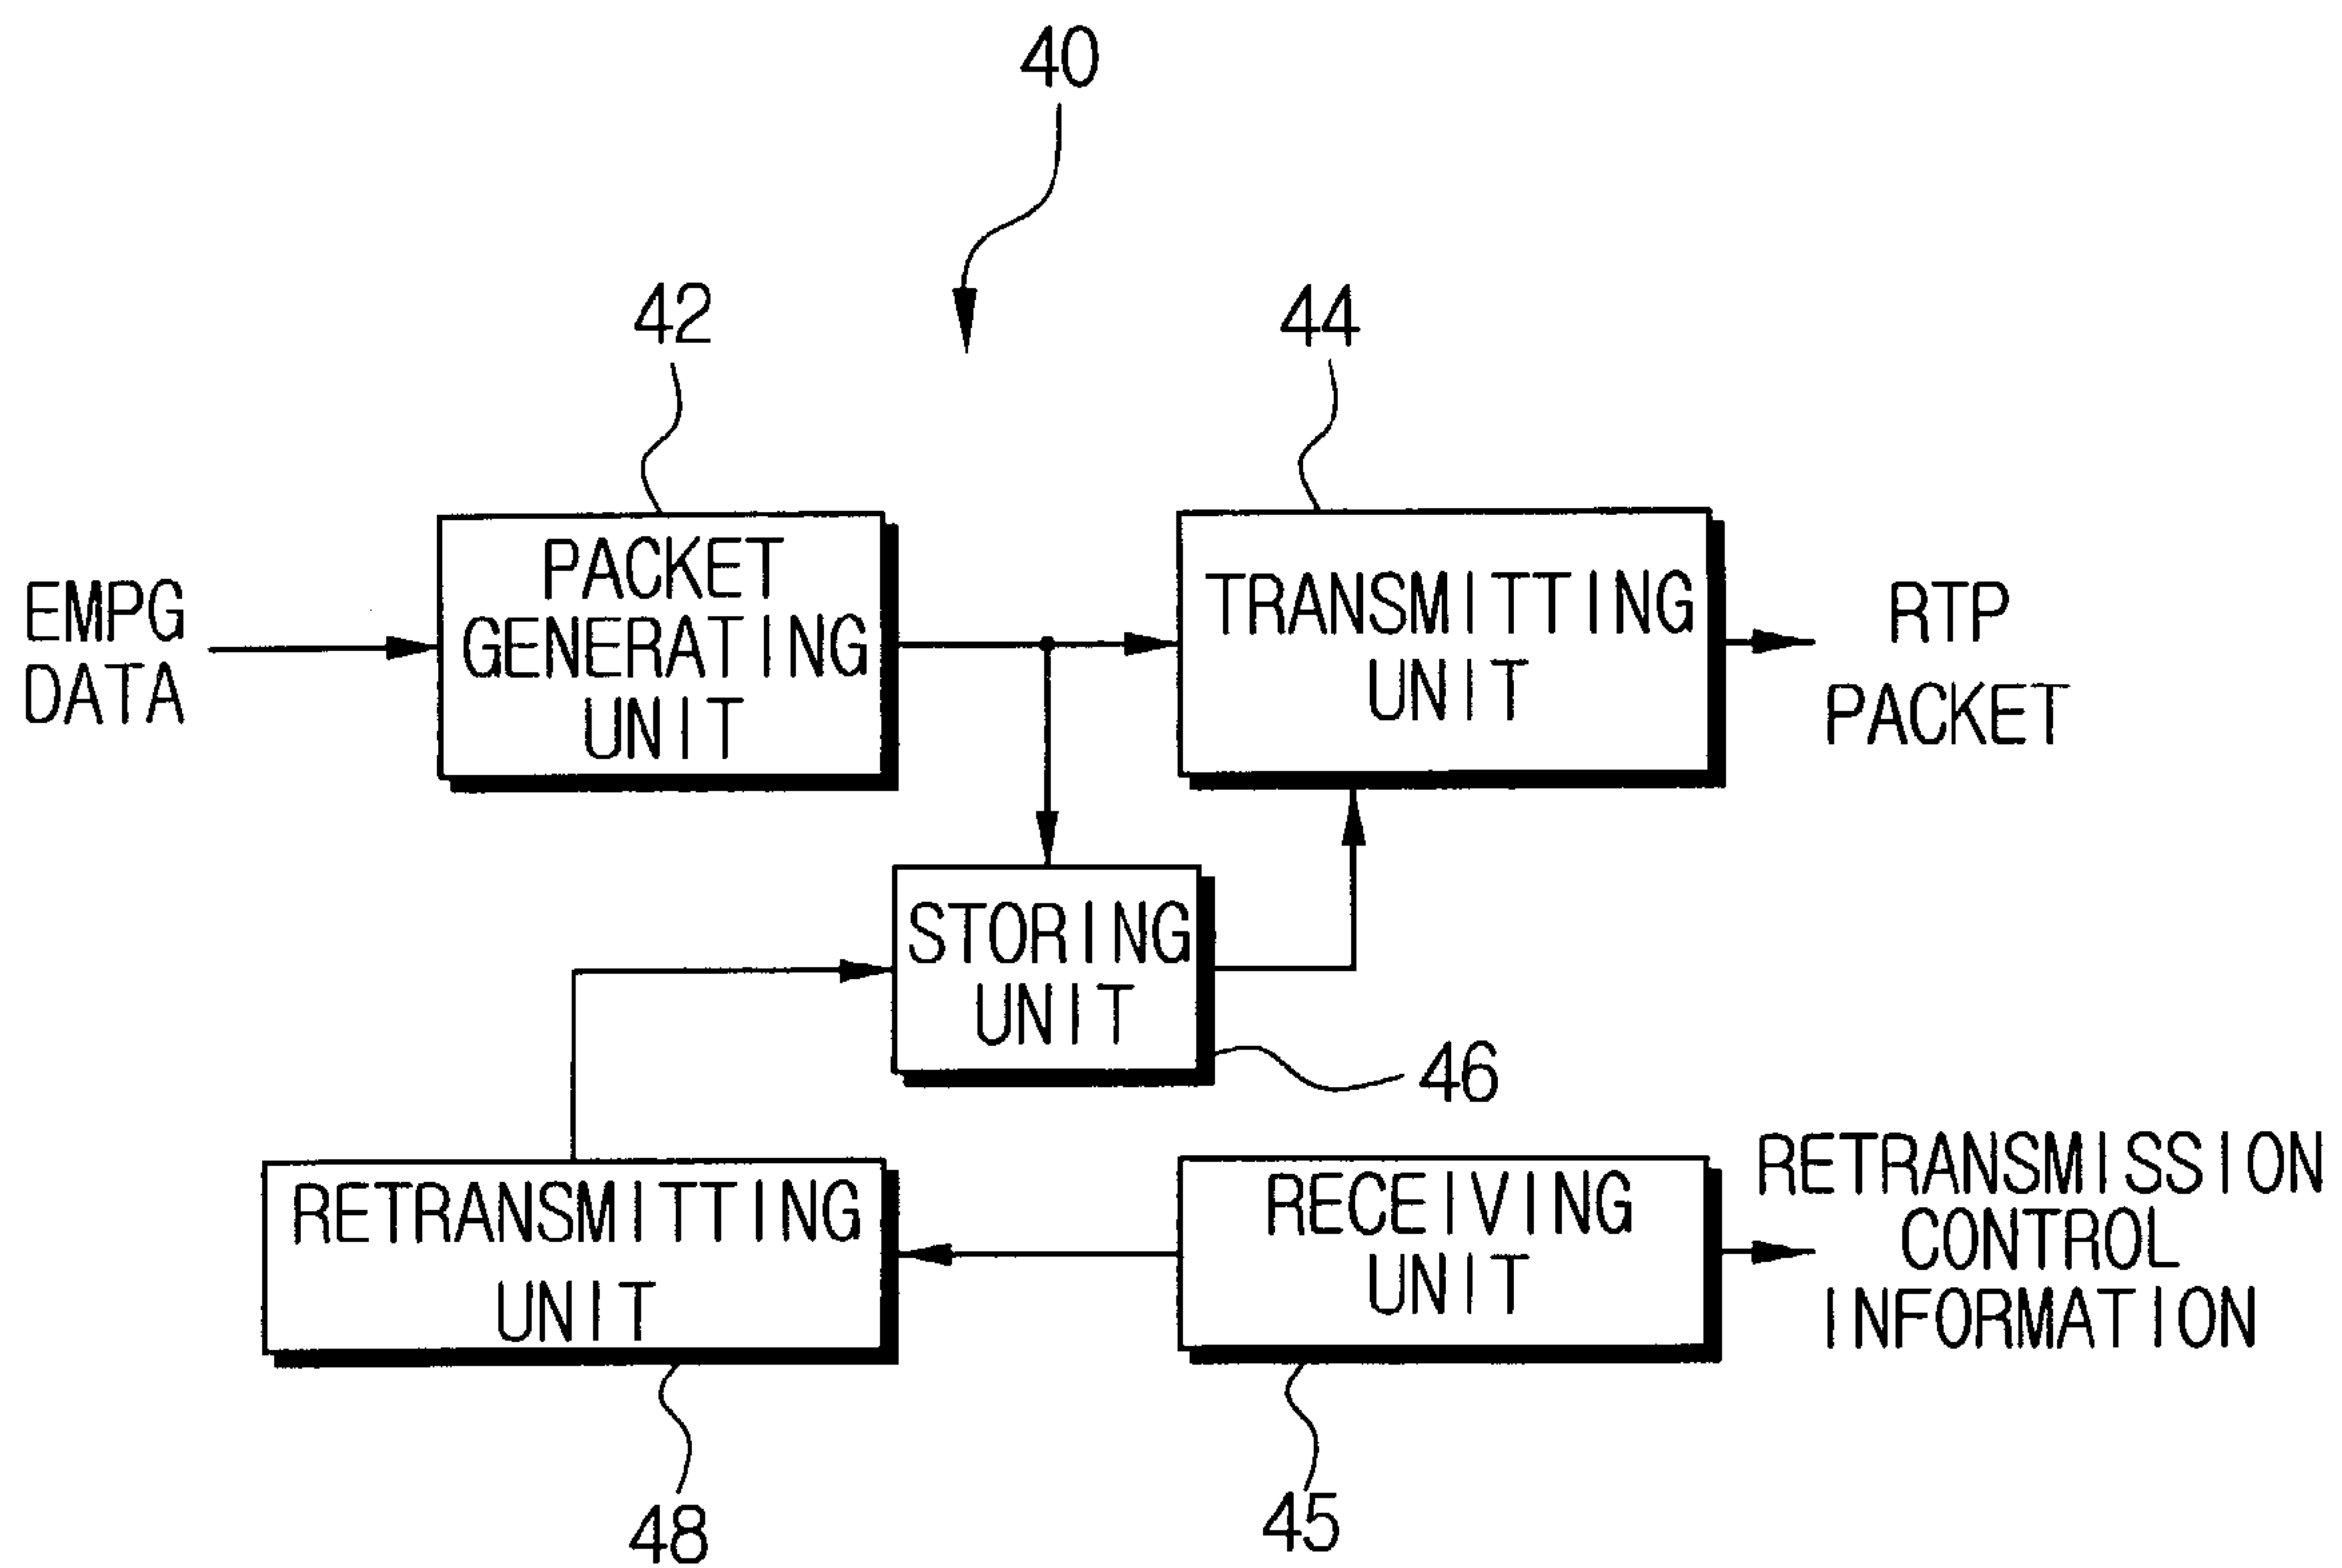 40
42
44
PACKET
GENERATING
UNIT
EMPG
DATA
TRANSMITTING
UNIT
RTP
PACKET
STORING
UNIT
46
RETRANSMITTING
UNIT
RECEIVING
UNIT
RETRANSMISSION
CONTROL
INFORMATION
48
45